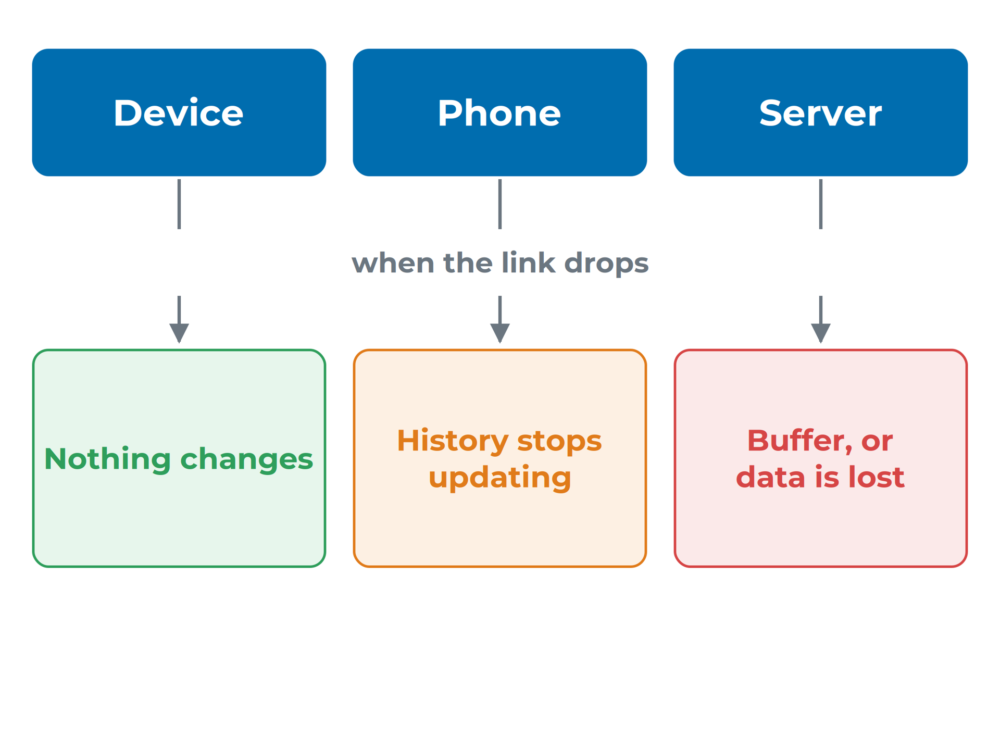 Device
Phone
Server
when the link drops
Nothing changes
History stops
updating
Buffer, or
data is lost